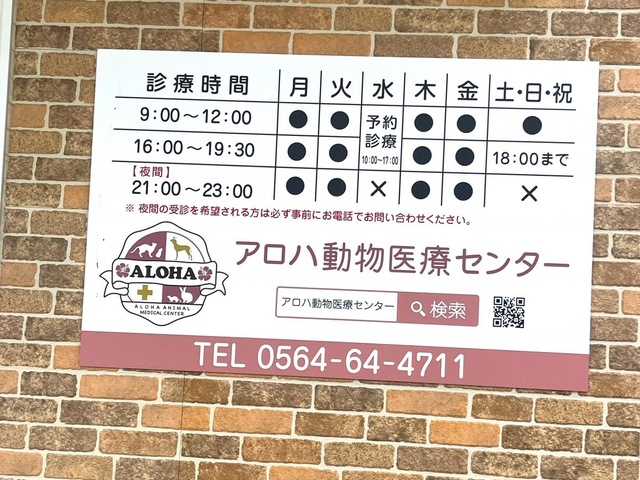 診療時間 月 火 水 木 金 土・日・祝
9:00～12:00 ● ● 予約診療 10:00~17:00 ● ● ●
16:00～19:30 ● ● ● ● 18:00まで
【夜間】
21:00～23:00 ● ● × ● ● ×
※ 夜間の受診を希望される方は必ず事前にお電話でお問い合わせください。
ALOHA
ALOHA ANIMAL
MEDICAL CENTER
アロハ動物医療センター
アロハ動物医療センター 検索
TEL 0564-64-4711